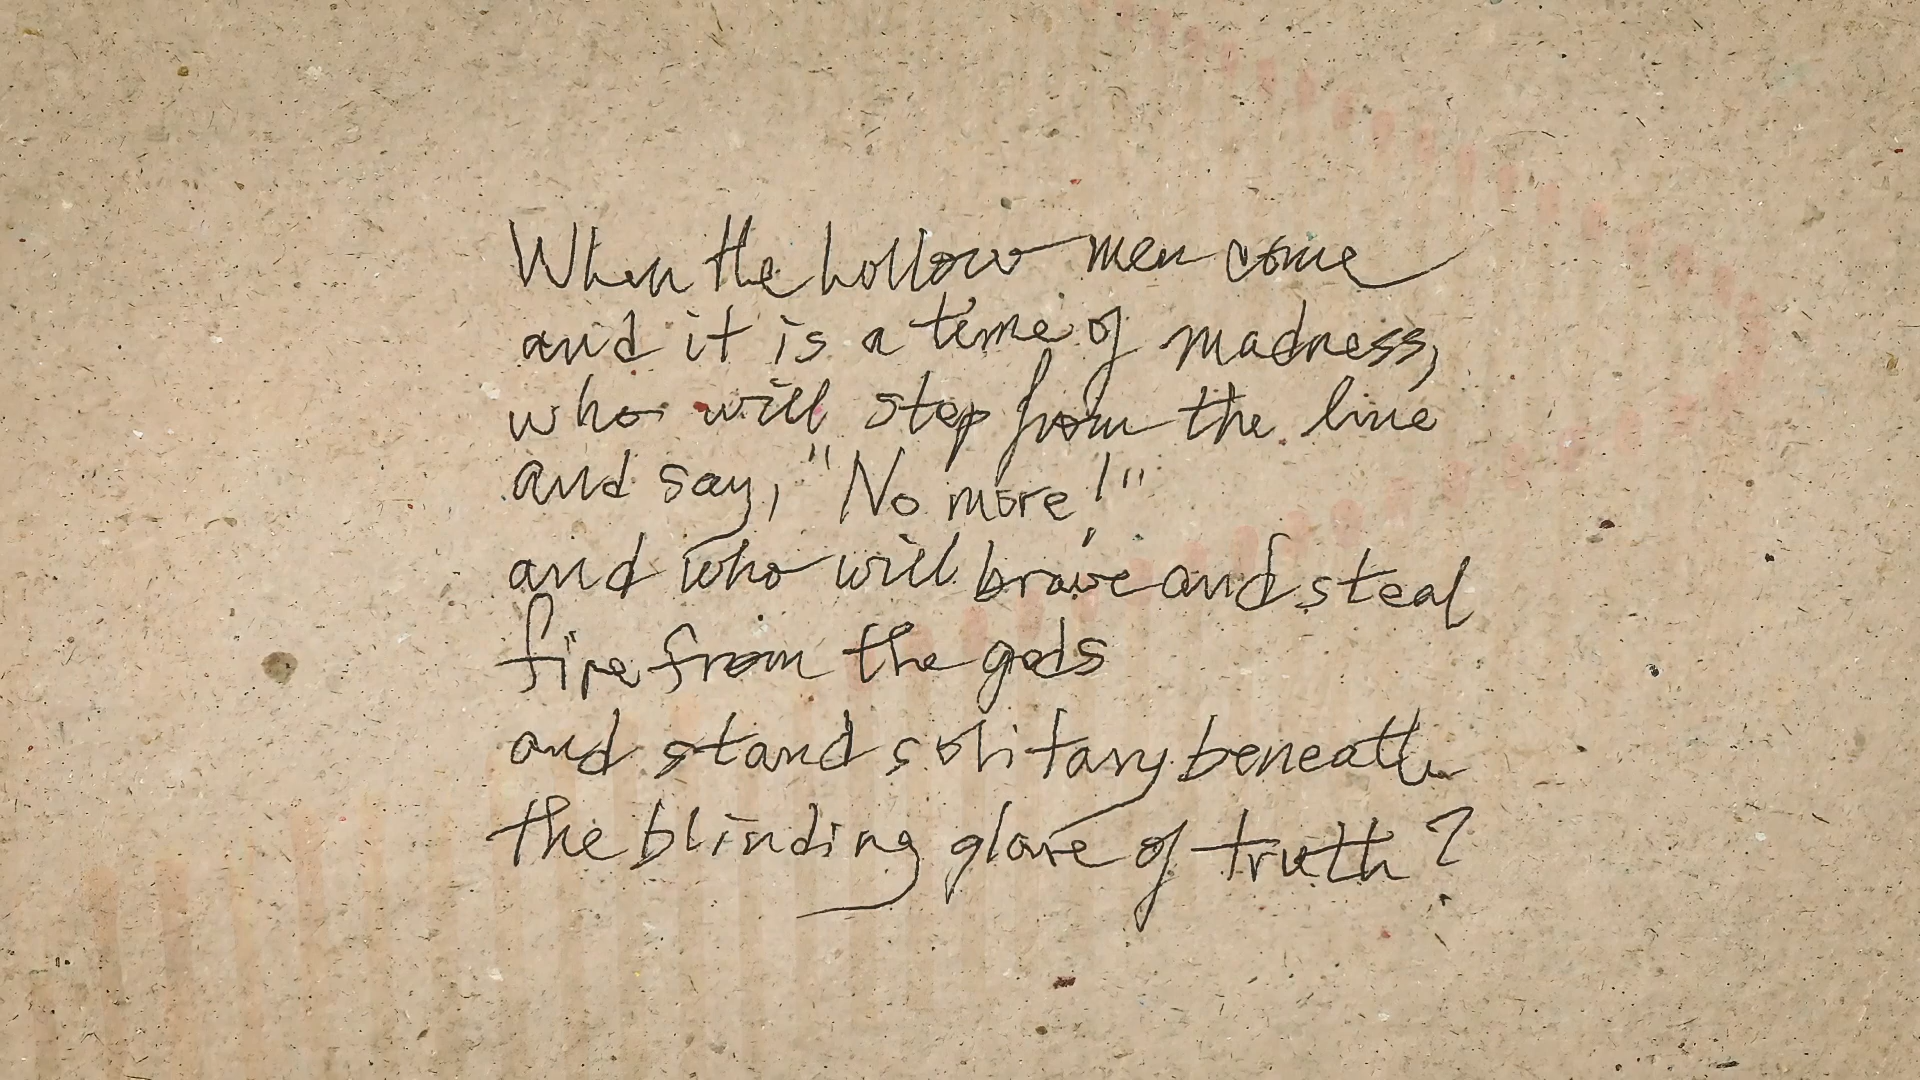 When the hollow men come
and it is a time of madness,
who will step from the line
and say, "No more!"
and who will brave and steal
fire from the gods
and stand solitary beneath
the blinding glare of truth?